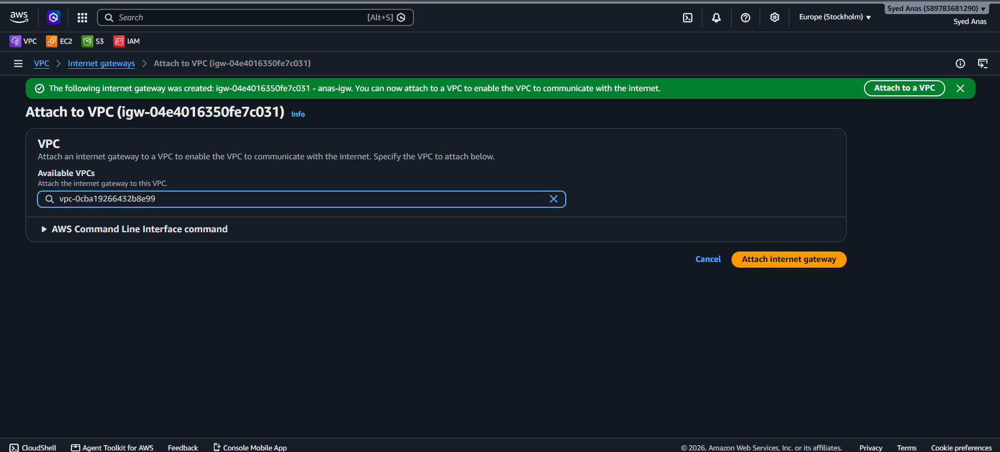 aws
Search [Alt+S]
Europe (Stockholm)
Syed Anas (589783681290)
Syed Anas
VPC EC2 S3 IAM
VPC Internet gateways Attach to VPC (igw-04e4016350fe7c031)
The following internet gateway was created: igw-04e4016350fe7c031 - anas-igw. You can now attach to a VPC to enable the VPC to communicate with the internet. Attach to a VPC
Attach to VPC (igw-04e4016350fe7c031) Info
VPC
Attach an internet gateway to a VPC to enable the VPC to communicate with the internet. Specify the VPC to attach below.
Available VPCs
Attach the internet gateway to this VPC.
vpc-0cba19266432b8e99
AWS Command Line Interface command
Cancel Attach internet gateway
CloudShell Agent Toolkit for AWS Feedback Console Mobile App © 2026, Amazon Web Services, Inc. or its affiliates. Privacy Terms Cookie preferences